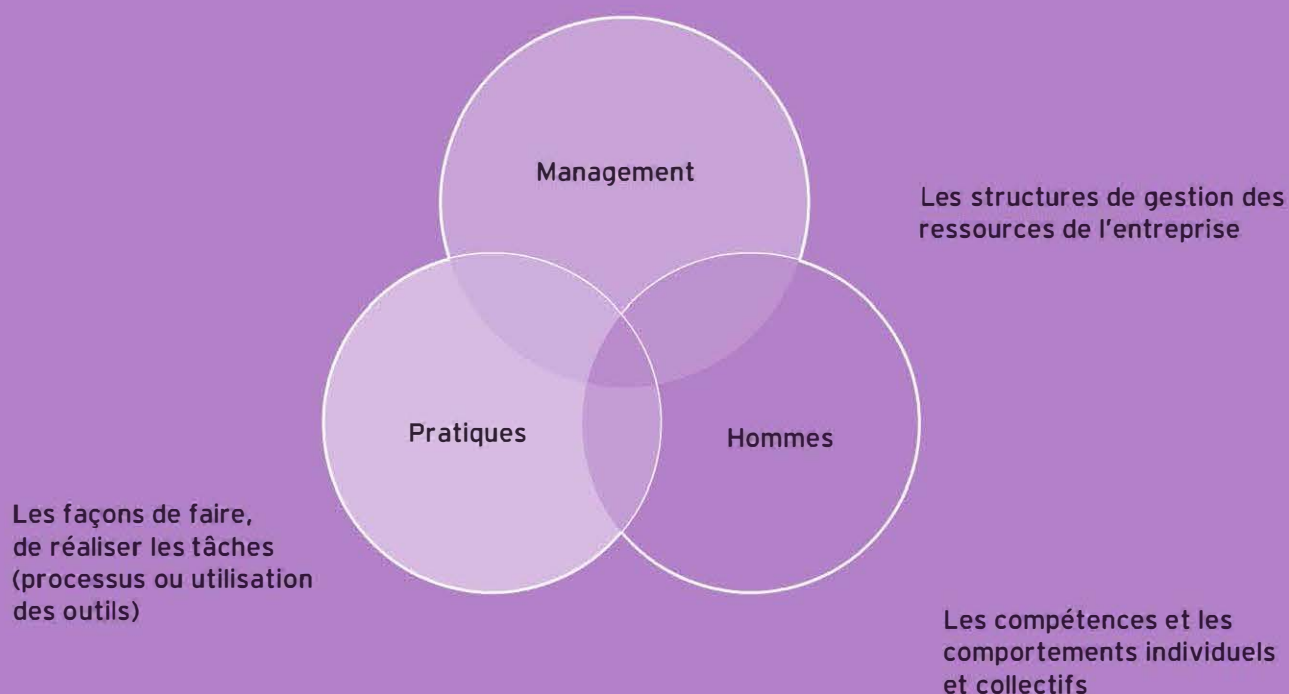 Management
Les structures de gestion des
ressources de l'entreprise
Pratiques
Hommes
Les façons de faire,
de réaliser les tâches
(processus ou utilisation
des outils)
Les compétences et les
comportements individuels
et collectifs